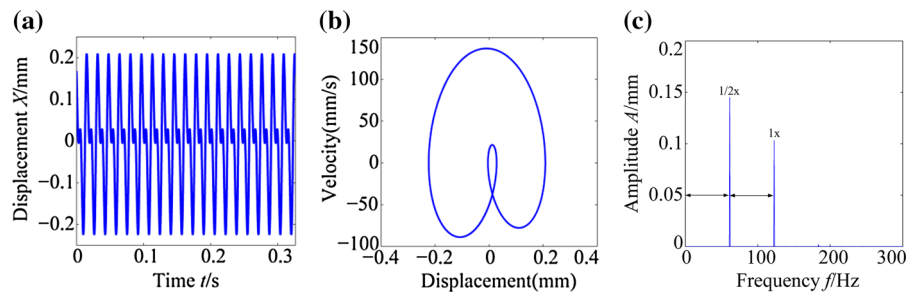 (a)
Displacement X/mm
0.2
0.1
0
−0.1
−0.2
0 0.1 0.2 0.3
Time t/s
(b)
Velocity(mm/s)
150
100
50
0
−50
−100
−0.4 −0.2 0 0.2 0.4
Displacement(mm)
(c)
Amplitude A/mm
0.2
0.15
0.1
0.05
0
1/2x
1x
0 100 200 300
Frequency f/Hz